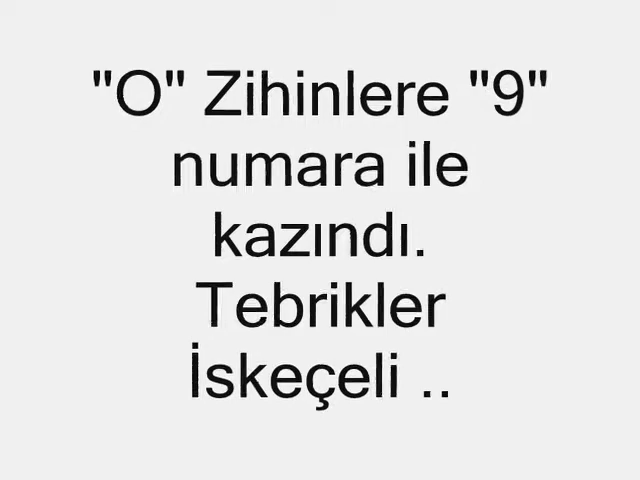 "O" Zihinlere "9"
numara ile
kazındı.
Tebrikler
İskeçeli ..